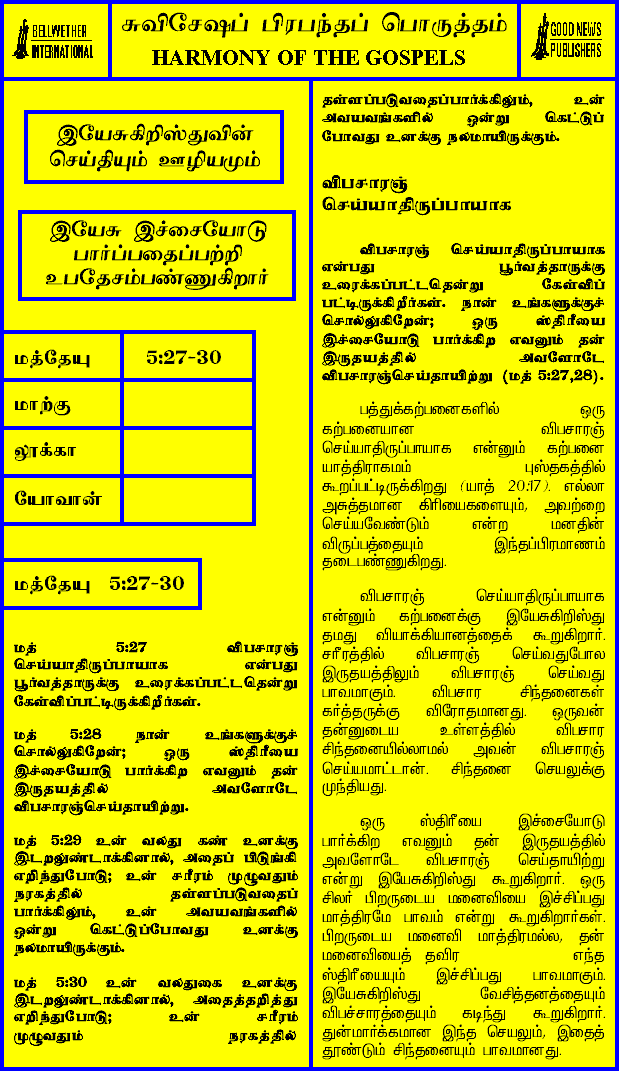 BELLWETHER
INTERNATIONAL
சுவிசேஷப் பிரபந்தப் பொருத்தம்
HARMONY OF THE GOSPELS
GOOD NEWS
PUBLISHERS
இயேசுகிறிஸ்துவின்
செய்தியும் ஊழியமும்
இயேசு இச்சையோடு
பார்ப்பதைப்பற்றி
உபதேசம்பண்ணுகிறார்
மத்தேயு 5:27-30
மாற்கு
லூக்கா
யோவான்
மத்தேயு 5:27-30
மத் 5:27 விபசாரஞ்
செய்யாதிருப்பாயாக என்பது
பூர்வத்தாருக்கு உரைக்கப்பட்டதென்று
கேள்விப்பட்டிருக்கிறீர்கள்.
மத் 5:28 நான் உங்களுக்குச்
சொல்லுகிறேன்; ஒரு ஸ்திரீயை
இச்சையோடு பார்க்கிற எவனும் தன்
இருதயத்தில் அவளோடே
விபசாரஞ்செய்தாயிற்று.
மத் 5:29 உன் வலது கண் உனக்கு
இடறலுண்டாக்கினால், அதைப் பிடுங்கி
எறிந்துபோடு; உன் சரீரம் முழுவதும்
நரகத்தில் தள்ளப்படுவதைப்
பார்க்கிலும், உன் அவயவங்களில்
ஒன்று கெட்டுப்போவது உனக்கு
நலமாயிருக்கும்.
மத் 5:30 உன் வலதுகை உனக்கு
இடறலுண்டாக்கினால், அதைத்தறித்து
எறிந்துபோடு; உன் சரீரம்
முழுவதும் நரகத்தில்
தள்ளப்படுவதைப்பார்க்கிலும், உன்
அவயவங்களில் ஒன்று கெட்டுப்
போவது உனக்கு நலமாயிருக்கும்.
விபசாரஞ்
செய்யாதிருப்பாயாக
விபசாரஞ் செய்யாதிருப்பாயாக
என்பது பூர்வத்தாருக்கு
உரைக்கப்பட்டதென்று கேள்விப்
பட்டிருக்கிறீர்கள். நான் உங்களுக்குச்
சொல்லுகிறேன்; ஒரு ஸ்திரீயை
இச்சையோடு பார்க்கிற எவனும் தன்
இருதயத்தில் அவளோடே
விபசாரஞ்செய்தாயிற்று (மத் 5:27,28).
பத்துக்கற்பனைகளில் ஒரு
கற்பனையான விபசாரஞ்
செய்யாதிருப்பாயாக என்னும் கற்பனை
யாத்திராகமம் புஸ்தகத்தில்
கூறப்பட்டிருக்கிறது (யாத் 20:17). எல்லா
அசுத்தமான கிரியைகளையும், அவற்றை
செய்யவேண்டும் என்ற மனதின்
விருப்பத்தையும் இந்தப்பிரமாணம்
தடைபண்ணுகிறது.
விபசாரஞ் செய்யாதிருப்பாயாக
என்னும் கற்பனைக்கு இயேசுகிறிஸ்து
தமது வியாக்கியானத்தைக் கூறுகிறார்.
சரீரத்தில் விபசாரஞ் செய்வதுபோல
இருதயத்திலும் விபசாரஞ் செய்வது
பாவமாகும். விபசார சிந்தனைகள்
கர்த்தருக்கு விரோதமானது. ஒருவன்
தன்னுடைய உள்ளத்தில் விபசார
சிந்தனையில்லாமல் அவன் விபசாரஞ்
செய்யமாட்டான். சிந்தனை செயலுக்கு
முந்தியது.
ஒரு ஸ்திரீயை இச்சையோடு
பார்க்கிற எவனும் தன் இருதயத்தில்
அவளோடே விபசாரஞ் செய்தாயிற்று
என்று இயேசுகிறிஸ்து கூறுகிறார். ஒரு
சிலர் பிறருடைய மனைவியை இச்சிப்பது
மாத்திரமே பாவம் என்று கூறுகிறார்கள்.
பிறருடைய மனைவி மாத்திரமல்ல, தன்
மனைவியைத் தவிர எந்த
ஸ்திரீயையும் இச்சிப்பது பாவமாகும்.
இயேசுகிறிஸ்து வேசித்தனத்தையும்
விபச்சாரத்தையும் கடிந்து கூறுகிறார்.
துன்மார்க்கமான இந்த செயலும், இதைத்
தூண்டும் சிந்தனையும் பாவமானது.